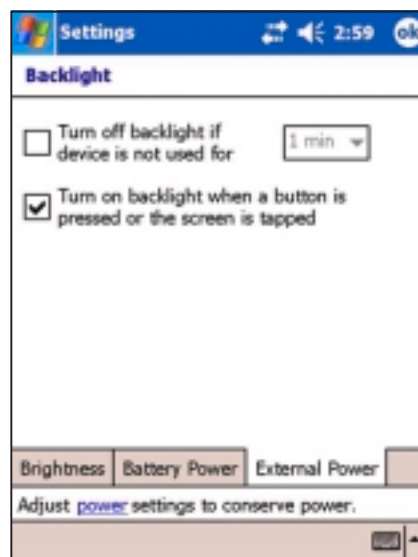 Settings 2:59 ok
Backlight
Turn off backlight if
device is not used for 1 min
Turn on backlight when a button is
pressed or the screen is tapped
Brightness Battery Power External Power
Adjust power settings to conserve power.